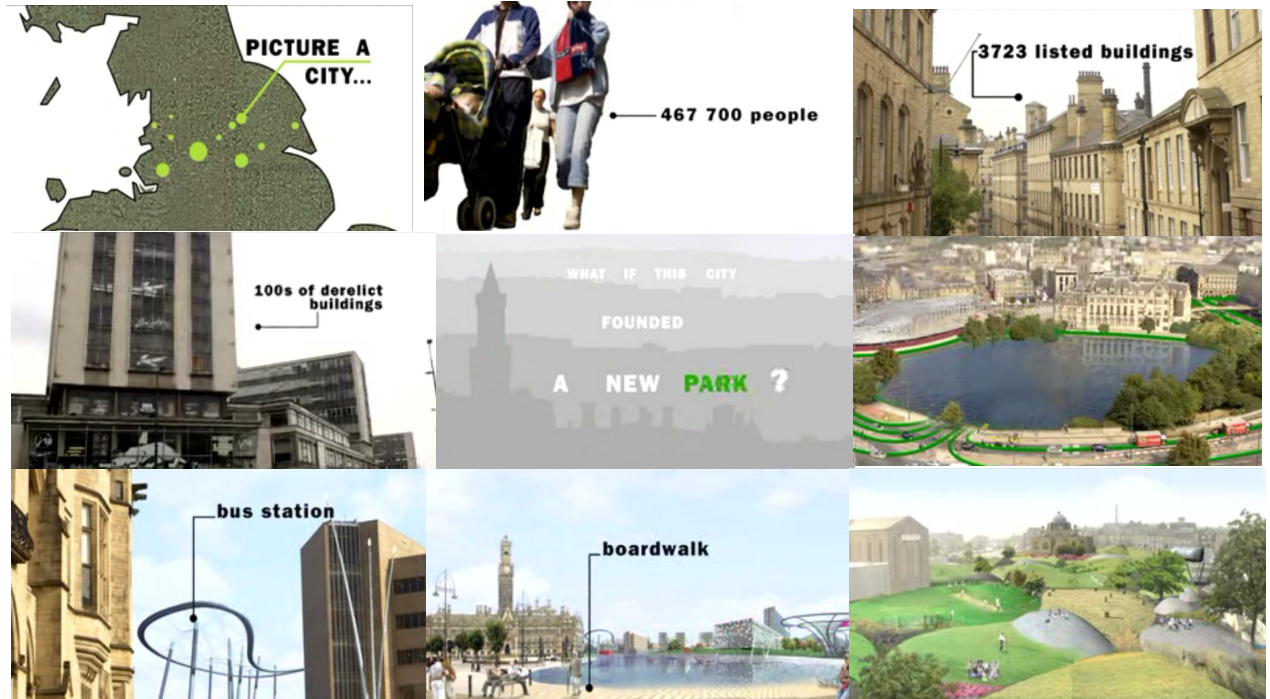 PICTURE A
CITY...
467 700 people
3723 listed buildings
100s of derelict
buildings
WHAT IF THIS CITY
FOUNDED
A NEW PARK ?
bus station
boardwalk